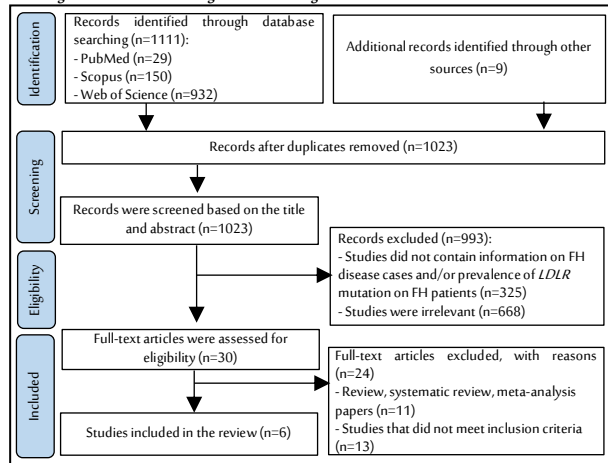 Identification
Records identified through database
searching (n=1111):
- PubMed (n=29)
- Scopus (n=150)
- Web of Science (n=932)
Additional records identified through other
sources (n=9)
Screening
Records after duplicates removed (n=1023)
Records were screened based on the title
and abstract (n=1023)
Eligibility
Records excluded (n=993):
- Studies did not contain information on FH
disease cases and/or prevalence of LDLR
mutation on FH patients (n=325)
- Studies were irrelevant (n=668)
Full-text articles were assessed for
eligibility (n=30)
Included
Full-text articles excluded, with reasons
(n=24)
- Review, systematic review, meta-analysis
papers (n=11)
- Studies that did not meet inclusion criteria
(n=13)
Studies included in the review (n=6)